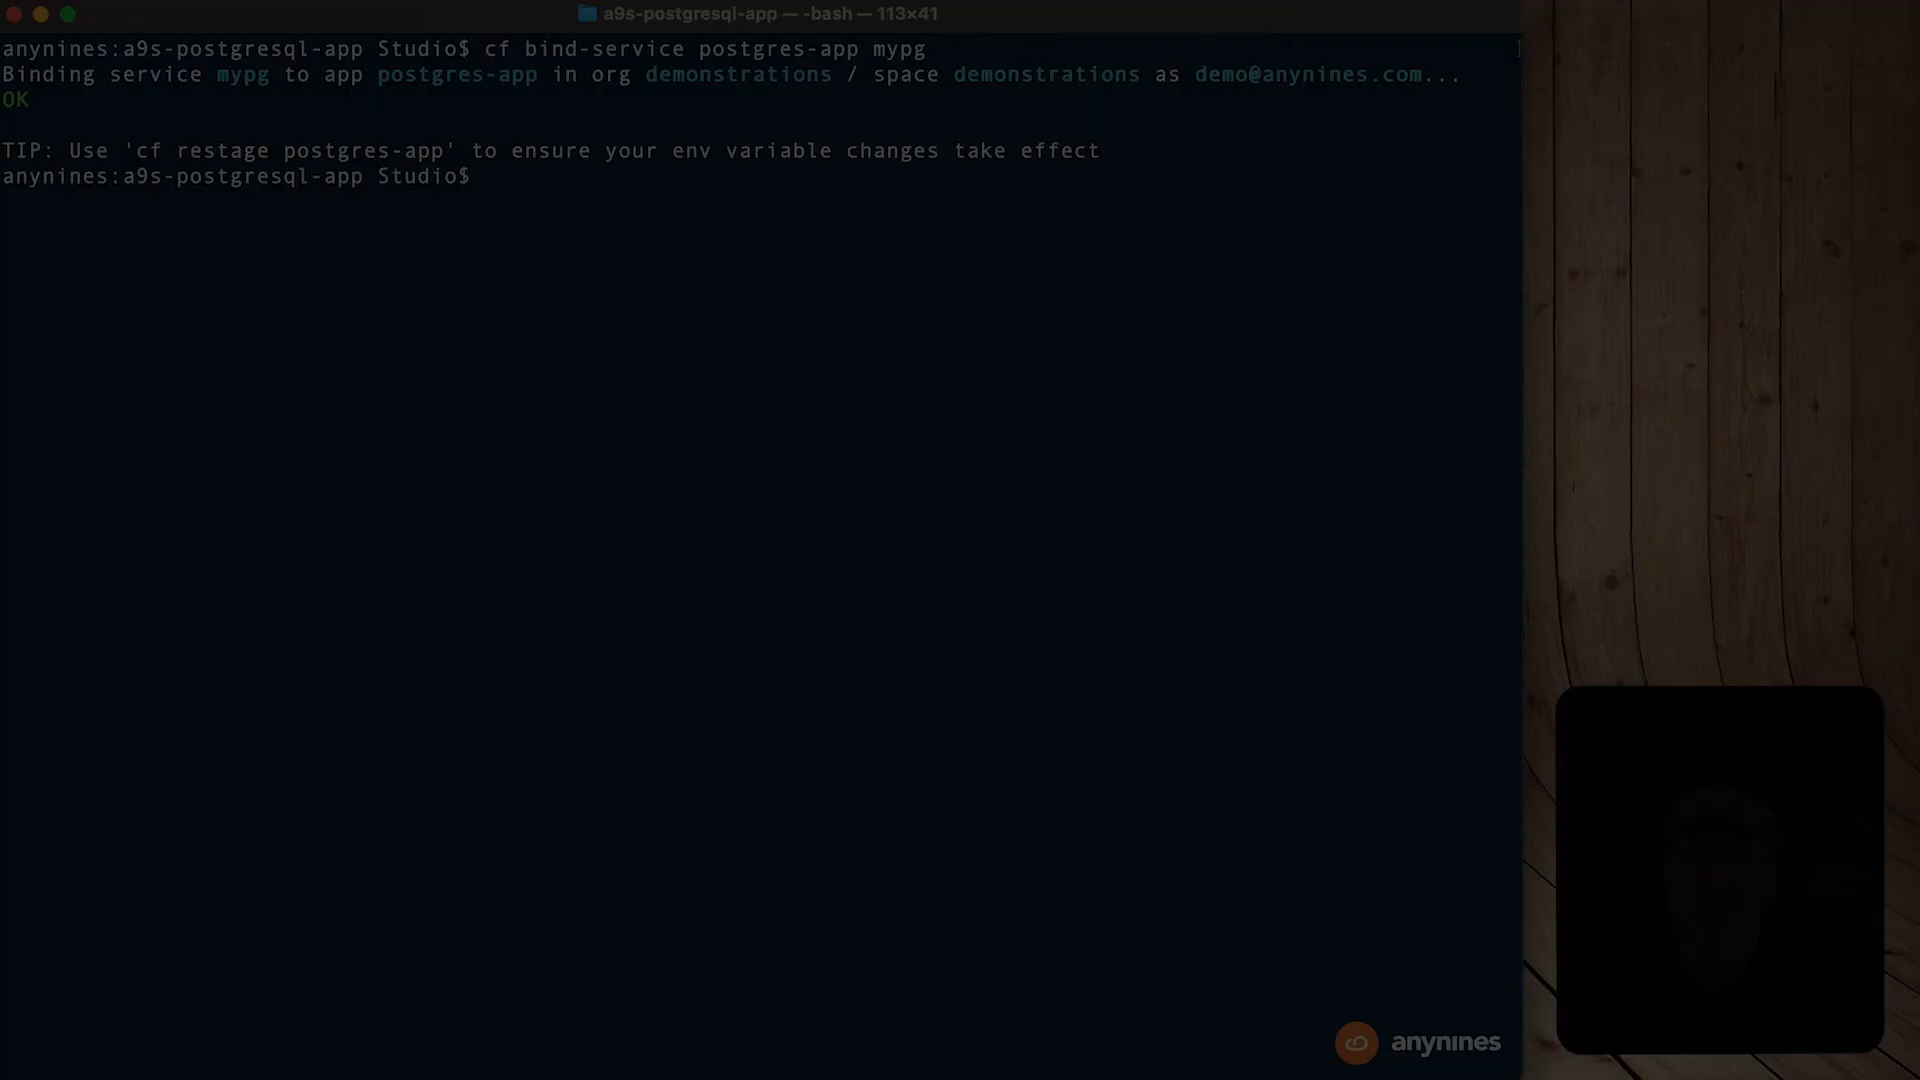 a9s-postgresql-app — -bash — 113×41
anynines:a9s-postgresql-app Studio$ cf bind-service postgres-app mypg
Binding service mypg to app postgres-app in org demonstrations / space demonstrations as demo@anynines.com...
OK
TIP: Use 'cf restage postgres-app' to ensure your env variable changes take effect
anynines:a9s-postgresql-app Studio$
anynines